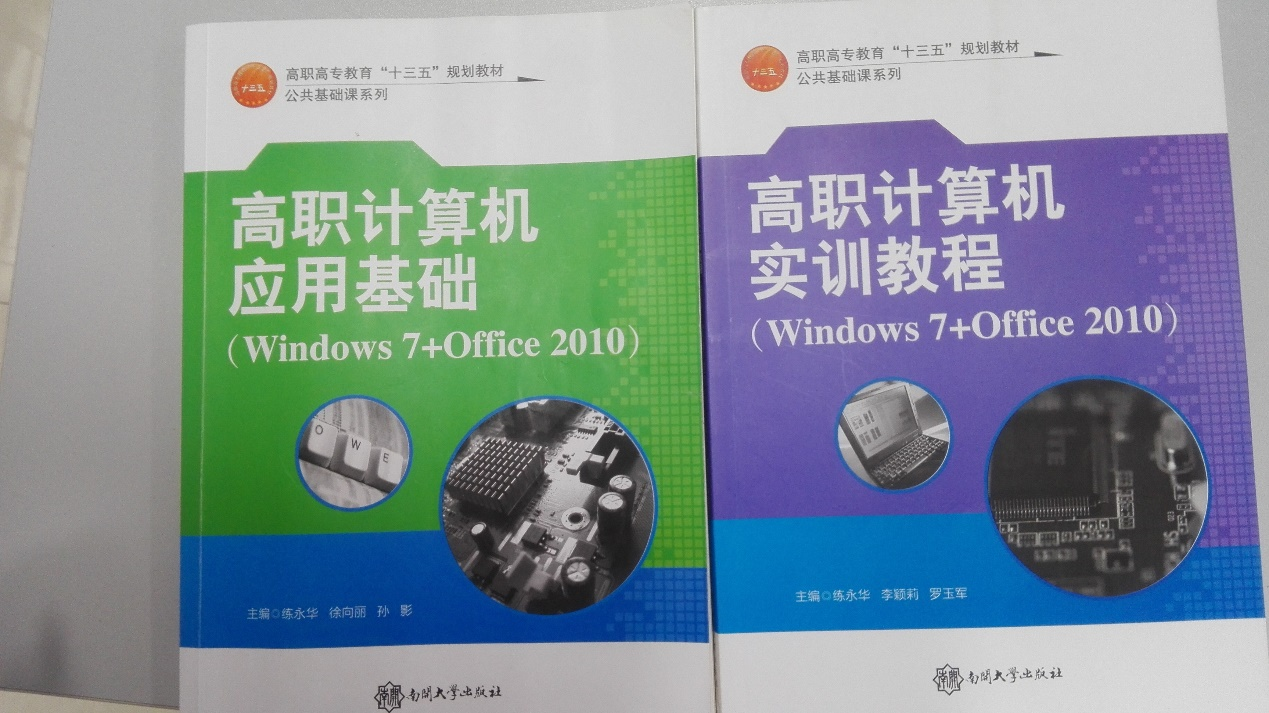 十三五
高职高专教育“十三五”规划教材
公共基础课系列
高职计算机
应用基础
(Windows 7+Office 2010)
O W E
主编◎练永华 徐向丽 孙 影
南開大學出版社
十三五
高职高专教育“十三五”规划教材
公共基础课系列
高职计算机
实训教程
(Windows 7+Office 2010)
主编◎练永华 李颖莉 罗玉军
南開大學出版社